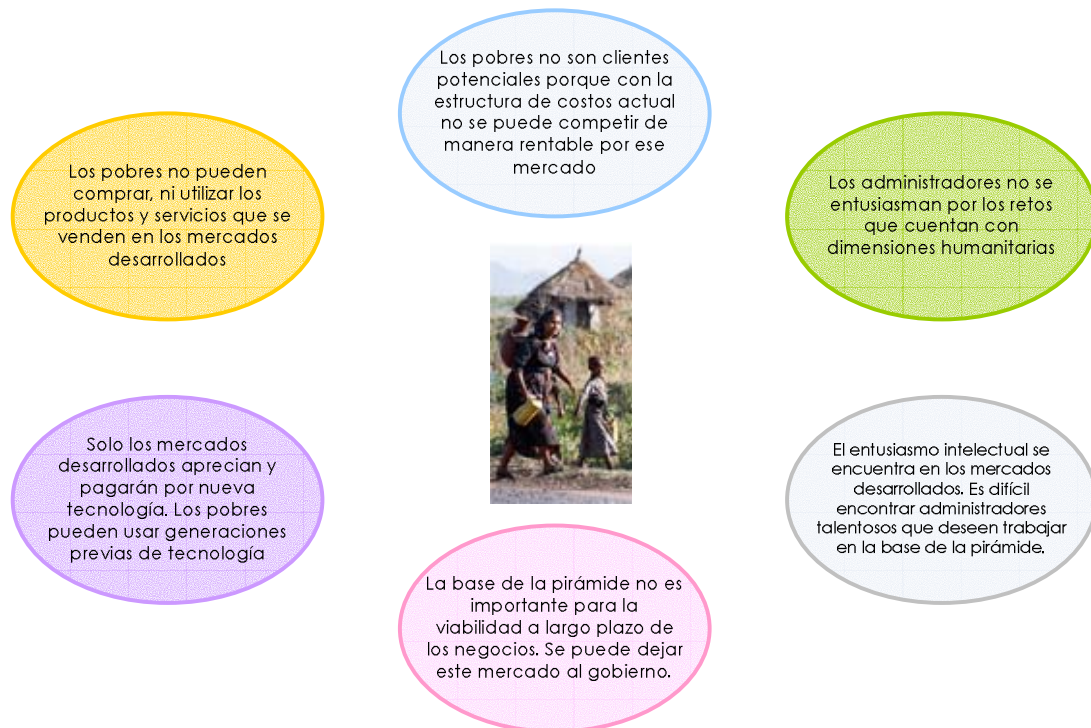 Los pobres no son clientes
potenciales porque con la
estructura de costos actual
no se puede competir de
manera rentable por ese
mercado
Los pobres no pueden
comprar, ni utilizar los
productos y servicios que se
venden en los mercados
desarrollados
Los administradores no se
entusiasman por los retos
que cuentan con
dimensiones humanitarias
Solo los mercados
desarrollados aprecian y
pagarán por nueva
tecnología. Los pobres
pueden usar generaciones
previas de tecnología
El entusiasmo intelectual se
encuentra en los mercados
desarrollados. Es difícil
encontrar administradores
talentosos que deseen trabajar
en la base de la pirámide.
La base de la pirámide no es
importante para la
viabilidad a largo plazo de
los negocios. Se puede dejar
este mercado al gobierno.